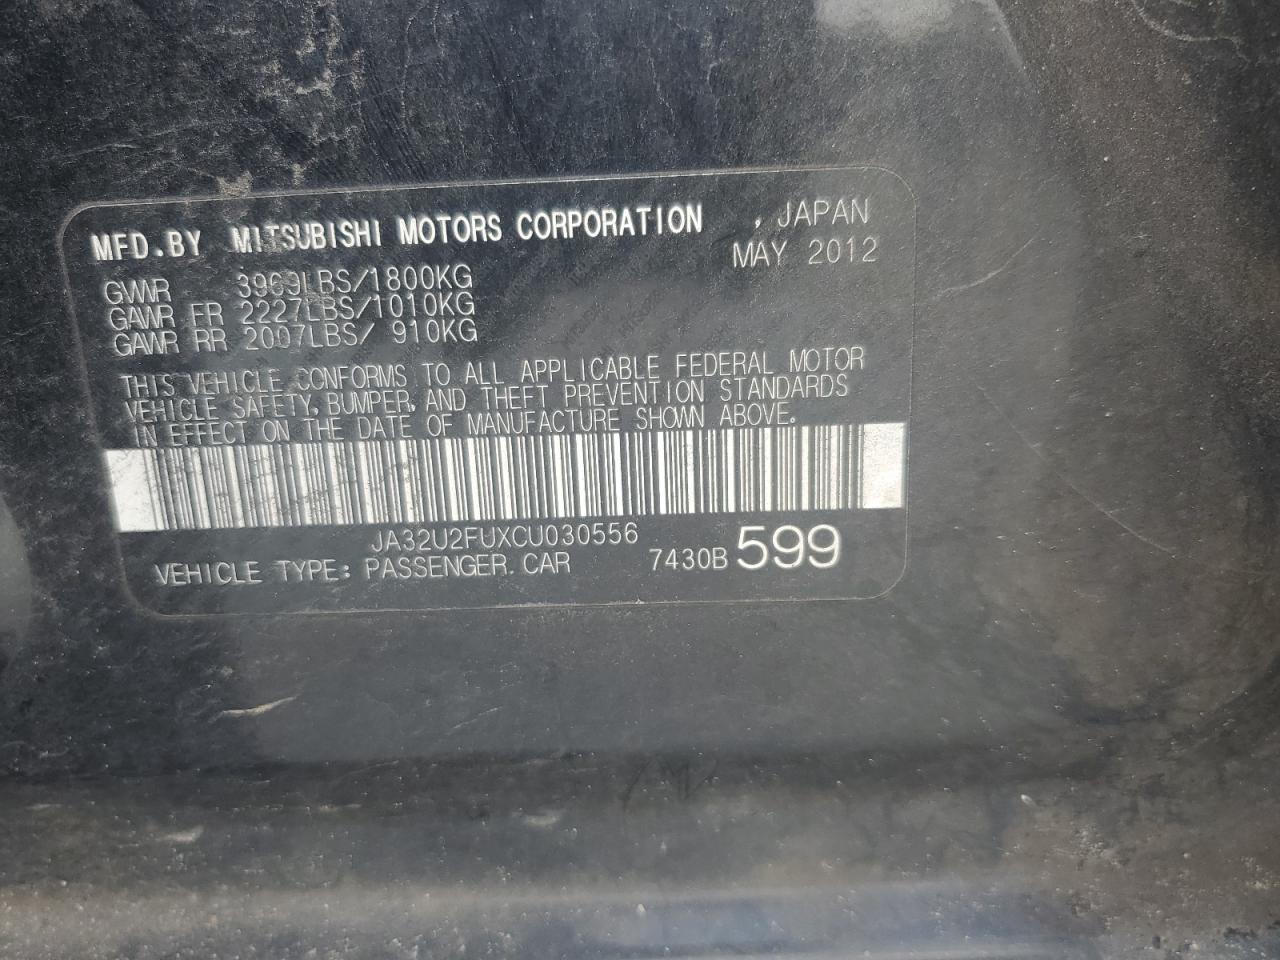 MFD.BY MITSUBISHI MOTORS CORPORATION , JAPAN
MAY 2012
GVWR 3969LBS/1800KG
GAWR FR 2227LBS/1010KG
GAWR RR 2007LBS/ 910KG
THIS VEHICLE CONFORMS TO ALL APPLICABLE FEDERAL MOTOR
VEHICLE SAFETY, BUMPER, AND THEFT PREVENTION STANDARDS
IN EFFECT ON THE DATE OF MANUFACTURE SHOWN ABOVE.
JA32U2FUXCU030556
VEHICLE TYPE: PASSENGER CAR 7430B 599